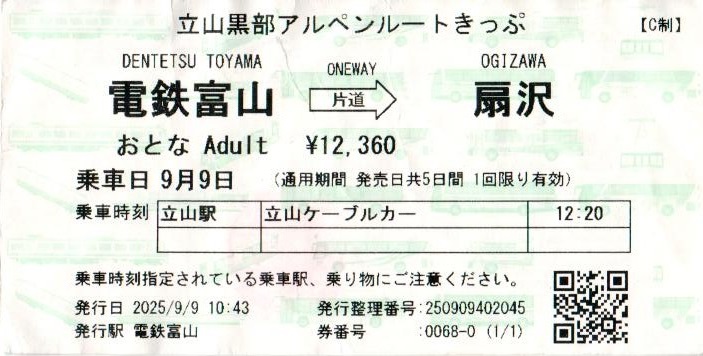 立山黒部アルペンルートきっぷ 【C制】
DENTETSU TOYAMA ONEWAY OGIZAWA
電鉄富山 片道 扇沢
おとな Adult ¥12,360
乗車日 9月9日 (通用期間 発売日共5日間 1回限り有効)
乗車時刻 立山駅 立山ケーブルカー 12:20
乗車時刻指定されている乗車駅、乗り物にご注意ください。
発行日 2025/9/9 10:43 発行整理番号:250909402045
発行駅 電鉄富山 券番号 :0068-0 (1/1)